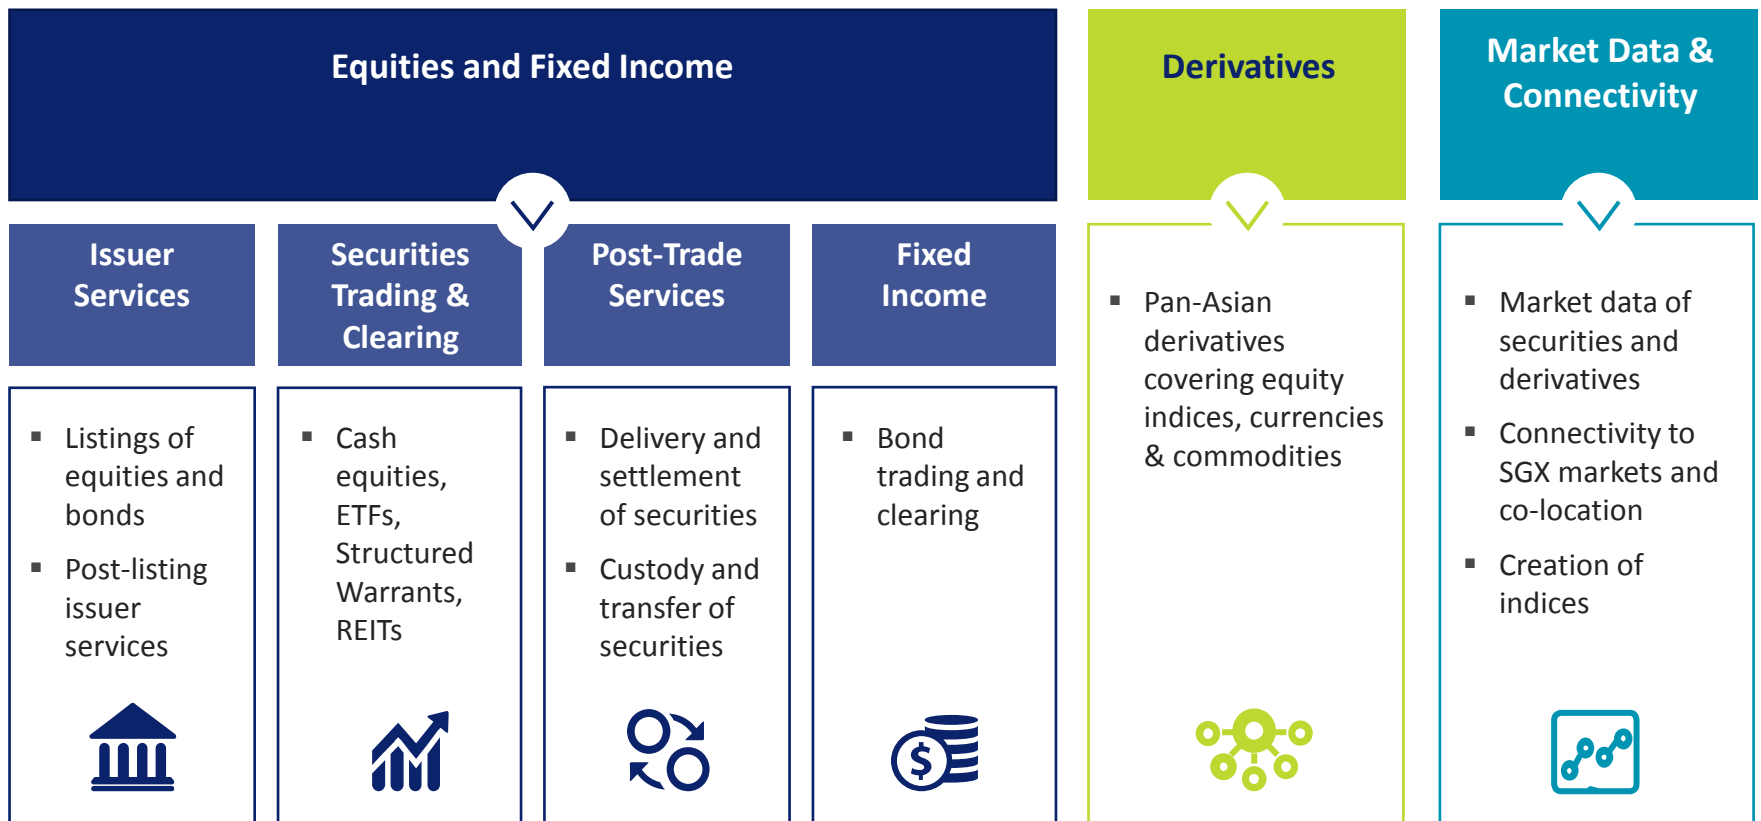 Equities and Fixed Income
Issuer
Services
▪ Listings of
equities and
bonds
▪ Post-listing
issuer
services
Securities
Trading &
Clearing
▪ Cash
equities,
ETFs,
Structured
Warrants,
REITs
Post-Trade
Services
▪ Delivery and
settlement
of securities
▪ Custody and
transfer of
securities
Fixed
Income
▪ Bond
trading and
clearing
$
Derivatives
▪ Pan-Asian
derivatives
covering equity
indices, currencies
& commodities
Market Data &
Connectivity
▪ Market data of
securities and
derivatives
▪ Connectivity to
SGX markets and
co-location
▪ Creation of
indices